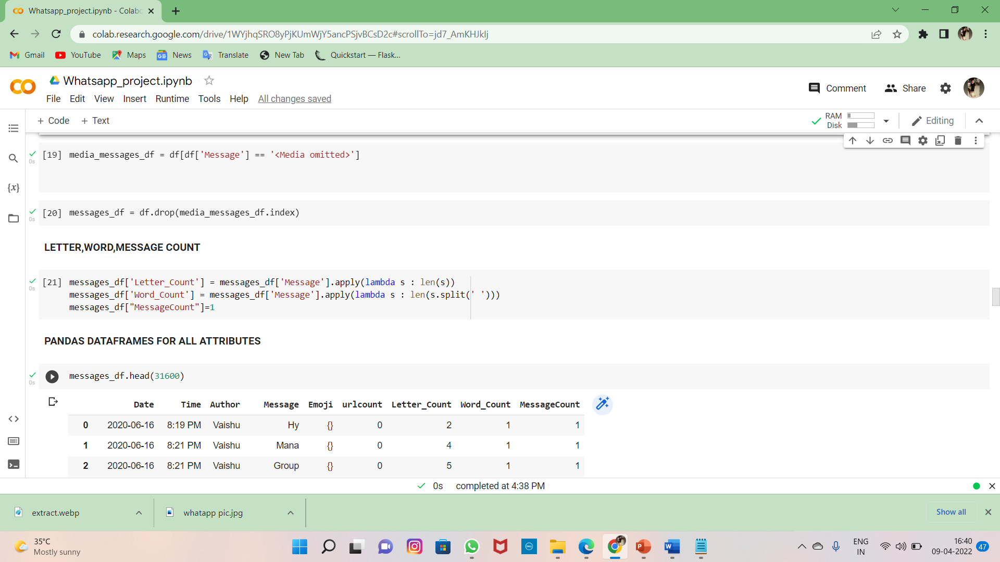 Whatsapp_project.ipynb - Colab
colab.research.google.com/drive/1WYjhqSRO8yPjKUmWjY5ancPSjvBCsD2c#scrollTo=jd7_AmKHJkIj
Gmail YouTube Maps News Translate New Tab Quickstart — Flask...
Whatsapp_project.ipynb
File Edit View Insert Runtime Tools Help All changes saved
Comment Share
+ Code + Text
RAM
Disk
Editing
[19] media_messages_df = df[df['Message'] == '<Media omitted>']
0s
{x}
[20] messages_df = df.drop(media_messages_df.index)
0s
LETTER,WORD,MESSAGE COUNT
[21] messages_df['Letter_Count'] = messages_df['Message'].apply(lambda s : len(s))
0s
messages_df['Word_Count'] = messages_df['Message'].apply(lambda s : len(s.split(' ')))
messages_df["MessageCount"]=1
PANDAS DATAFRAMES FOR ALL ATTRIBUTES
messages_df.head(31600)
0s
Date Time Author Message Emoji urlcount Letter_Count Word_Count MessageCount
0 2020-06-16 8:19 PM Vaishu Hy {} 0 2 1 1
1 2020-06-16 8:21 PM Vaishu Mana {} 0 4 1 1
2 2020-06-16 8:21 PM Vaishu Group {} 0 5 1 1
0s completed at 4:38 PM
extract.webp
whatapp pic.jpg
Show all
35°C
Mostly sunny
DELL
ENG
IN
16:40
09-04-2022
47